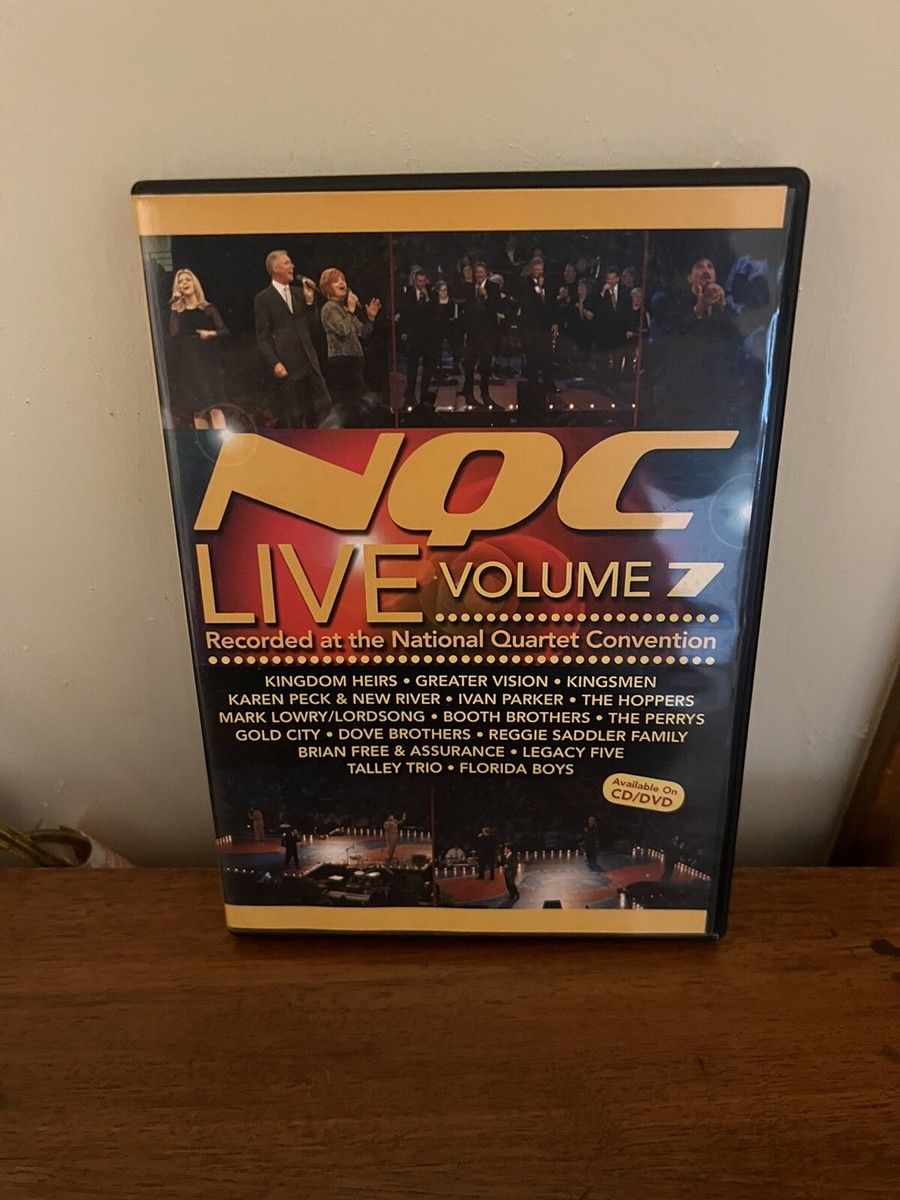 NQC
LIVE VOLUME 7
Recorded at the National Quartet Convention
KINGDOM HEIRS • GREATER VISION • KINGSMEN
KAREN PECK & NEW RIVER • IVAN PARKER • THE HOPPERS
MARK LOWRY/LORDSONG • BOOTH BROTHERS • THE PERRYS
GOLD CITY • DOVE BROTHERS • REGGIE SADDLER FAMILY
BRIAN FREE & ASSURANCE • LEGACY FIVE
TALLEY TRIO • FLORIDA BOYS
Available On
CD/DVD